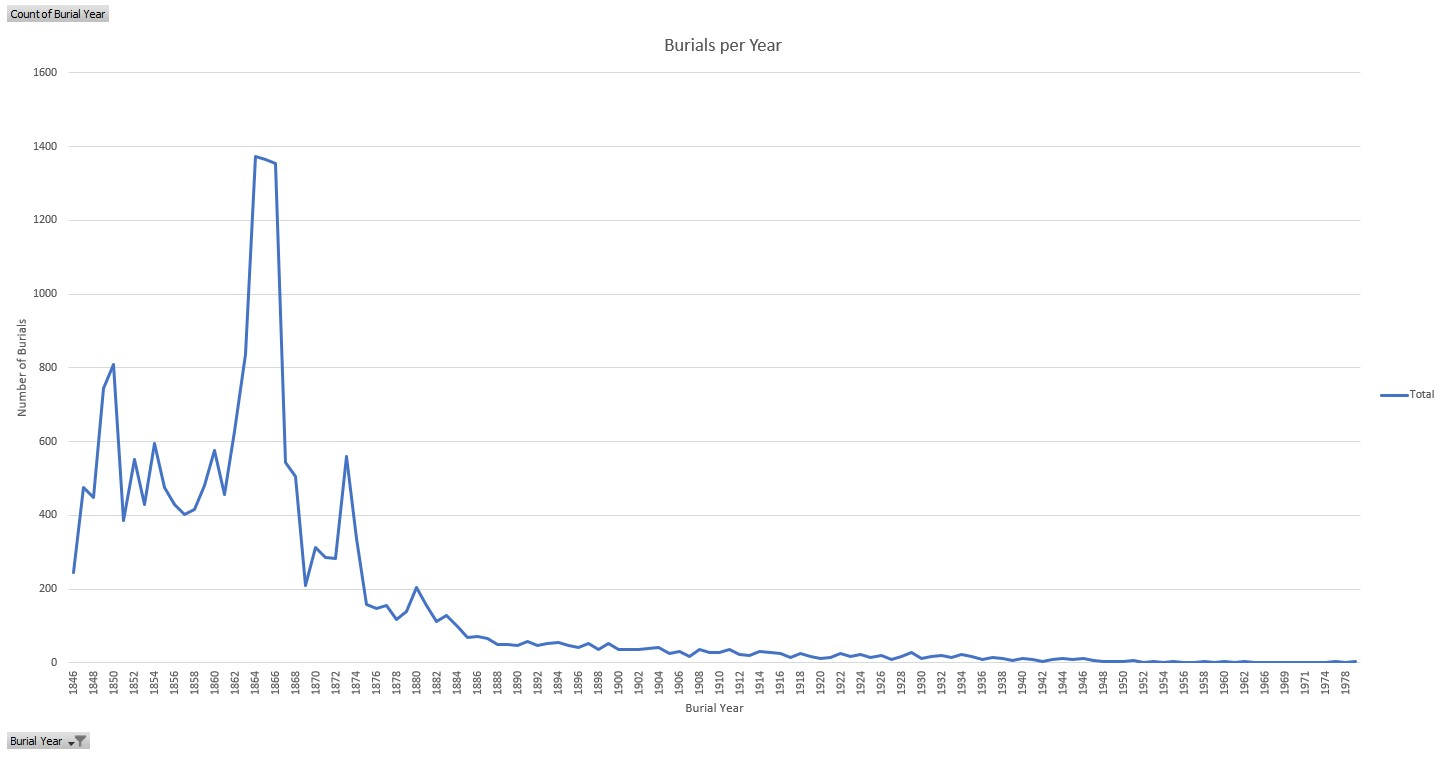 Count of Burial Year
Burials per Year
1600
1400
1200
1000
800
600
400
200
0
Number of Burials
1846 1848 1850 1852 1854 1856 1858 1860 1862 1864 1866 1868 1870 1872 1874 1876 1878 1880 1882 1884 1886 1888 1890 1892 1894 1896 1898 1900 1902 1904 1906 1908 1910 1912 1914 1916 1918 1920 1922 1924 1926 1928 1930 1932 1934 1936 1938 1940 1942 1944 1946 1948 1950 1952 1954 1956 1958 1960 1962 1966 1969 1971 1974 1978
Burial Year
Total
Burial Year